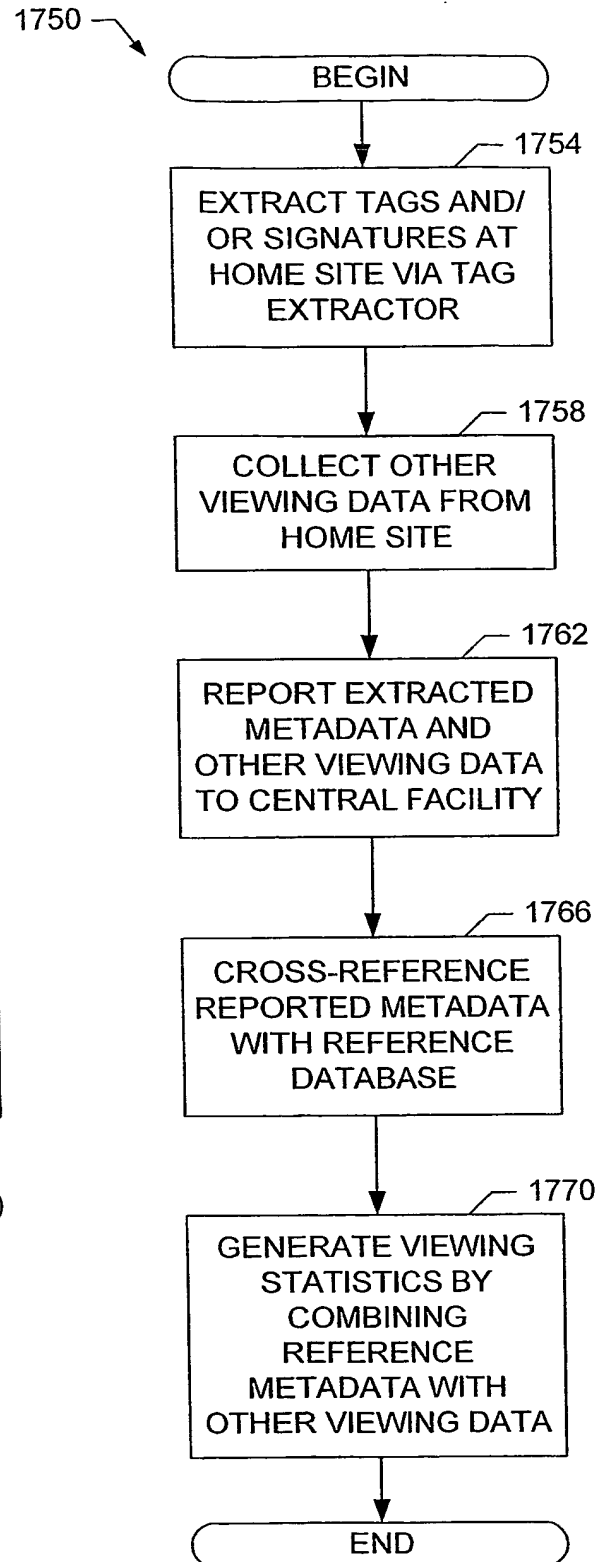 1750
BEGIN
1754
EXTRACT TAGS AND/
OR SIGNATURES AT
HOME SITE VIA TAG
EXTRACTOR
1758
COLLECT OTHER
VIEWING DATA FROM
HOME SITE
1762
REPORT EXTRACTED
METADATA AND
OTHER VIEWING DATA
TO CENTRAL FACILITY
1766
CROSS-REFERENCE
REPORTED METADATA
WITH REFERENCE
DATABASE
1770
GENERATE VIEWING
STATISTICS BY
COMBINING
REFERENCE
METADATA WITH
OTHER VIEWING DATA
END